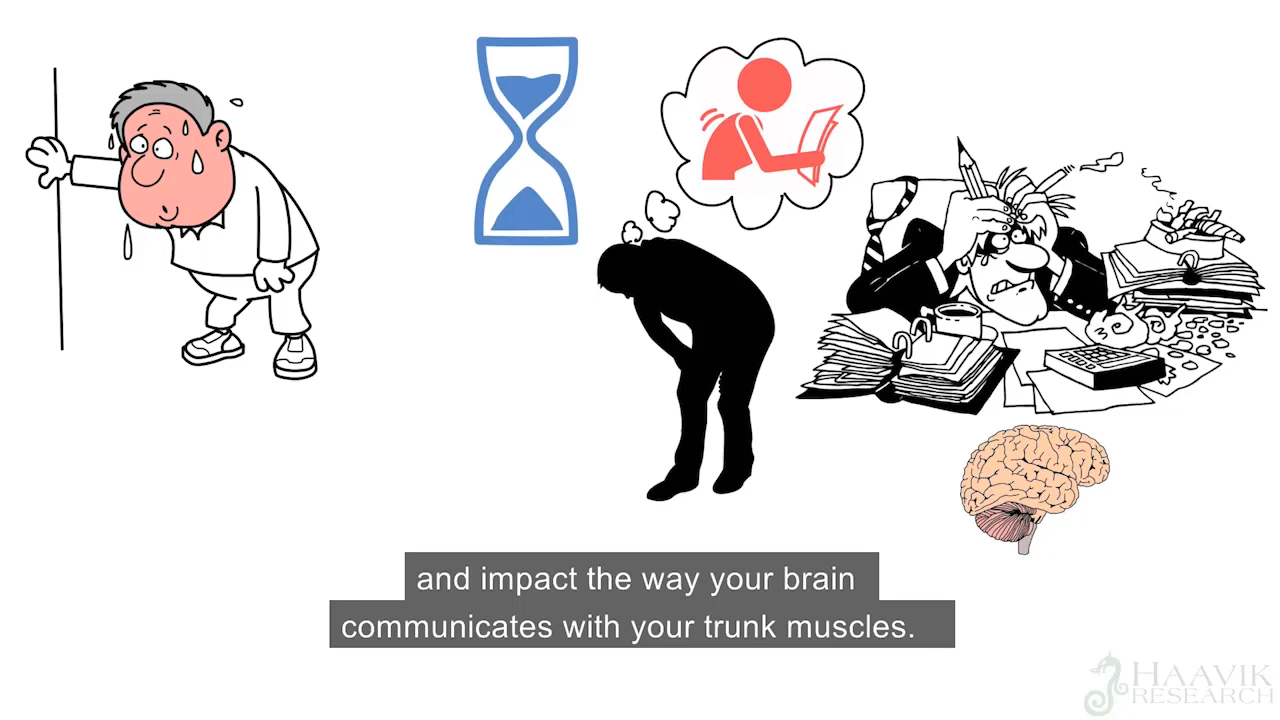 and impact the way your brain
communicates with your trunk muscles.
HAAVIK
RESEARCH